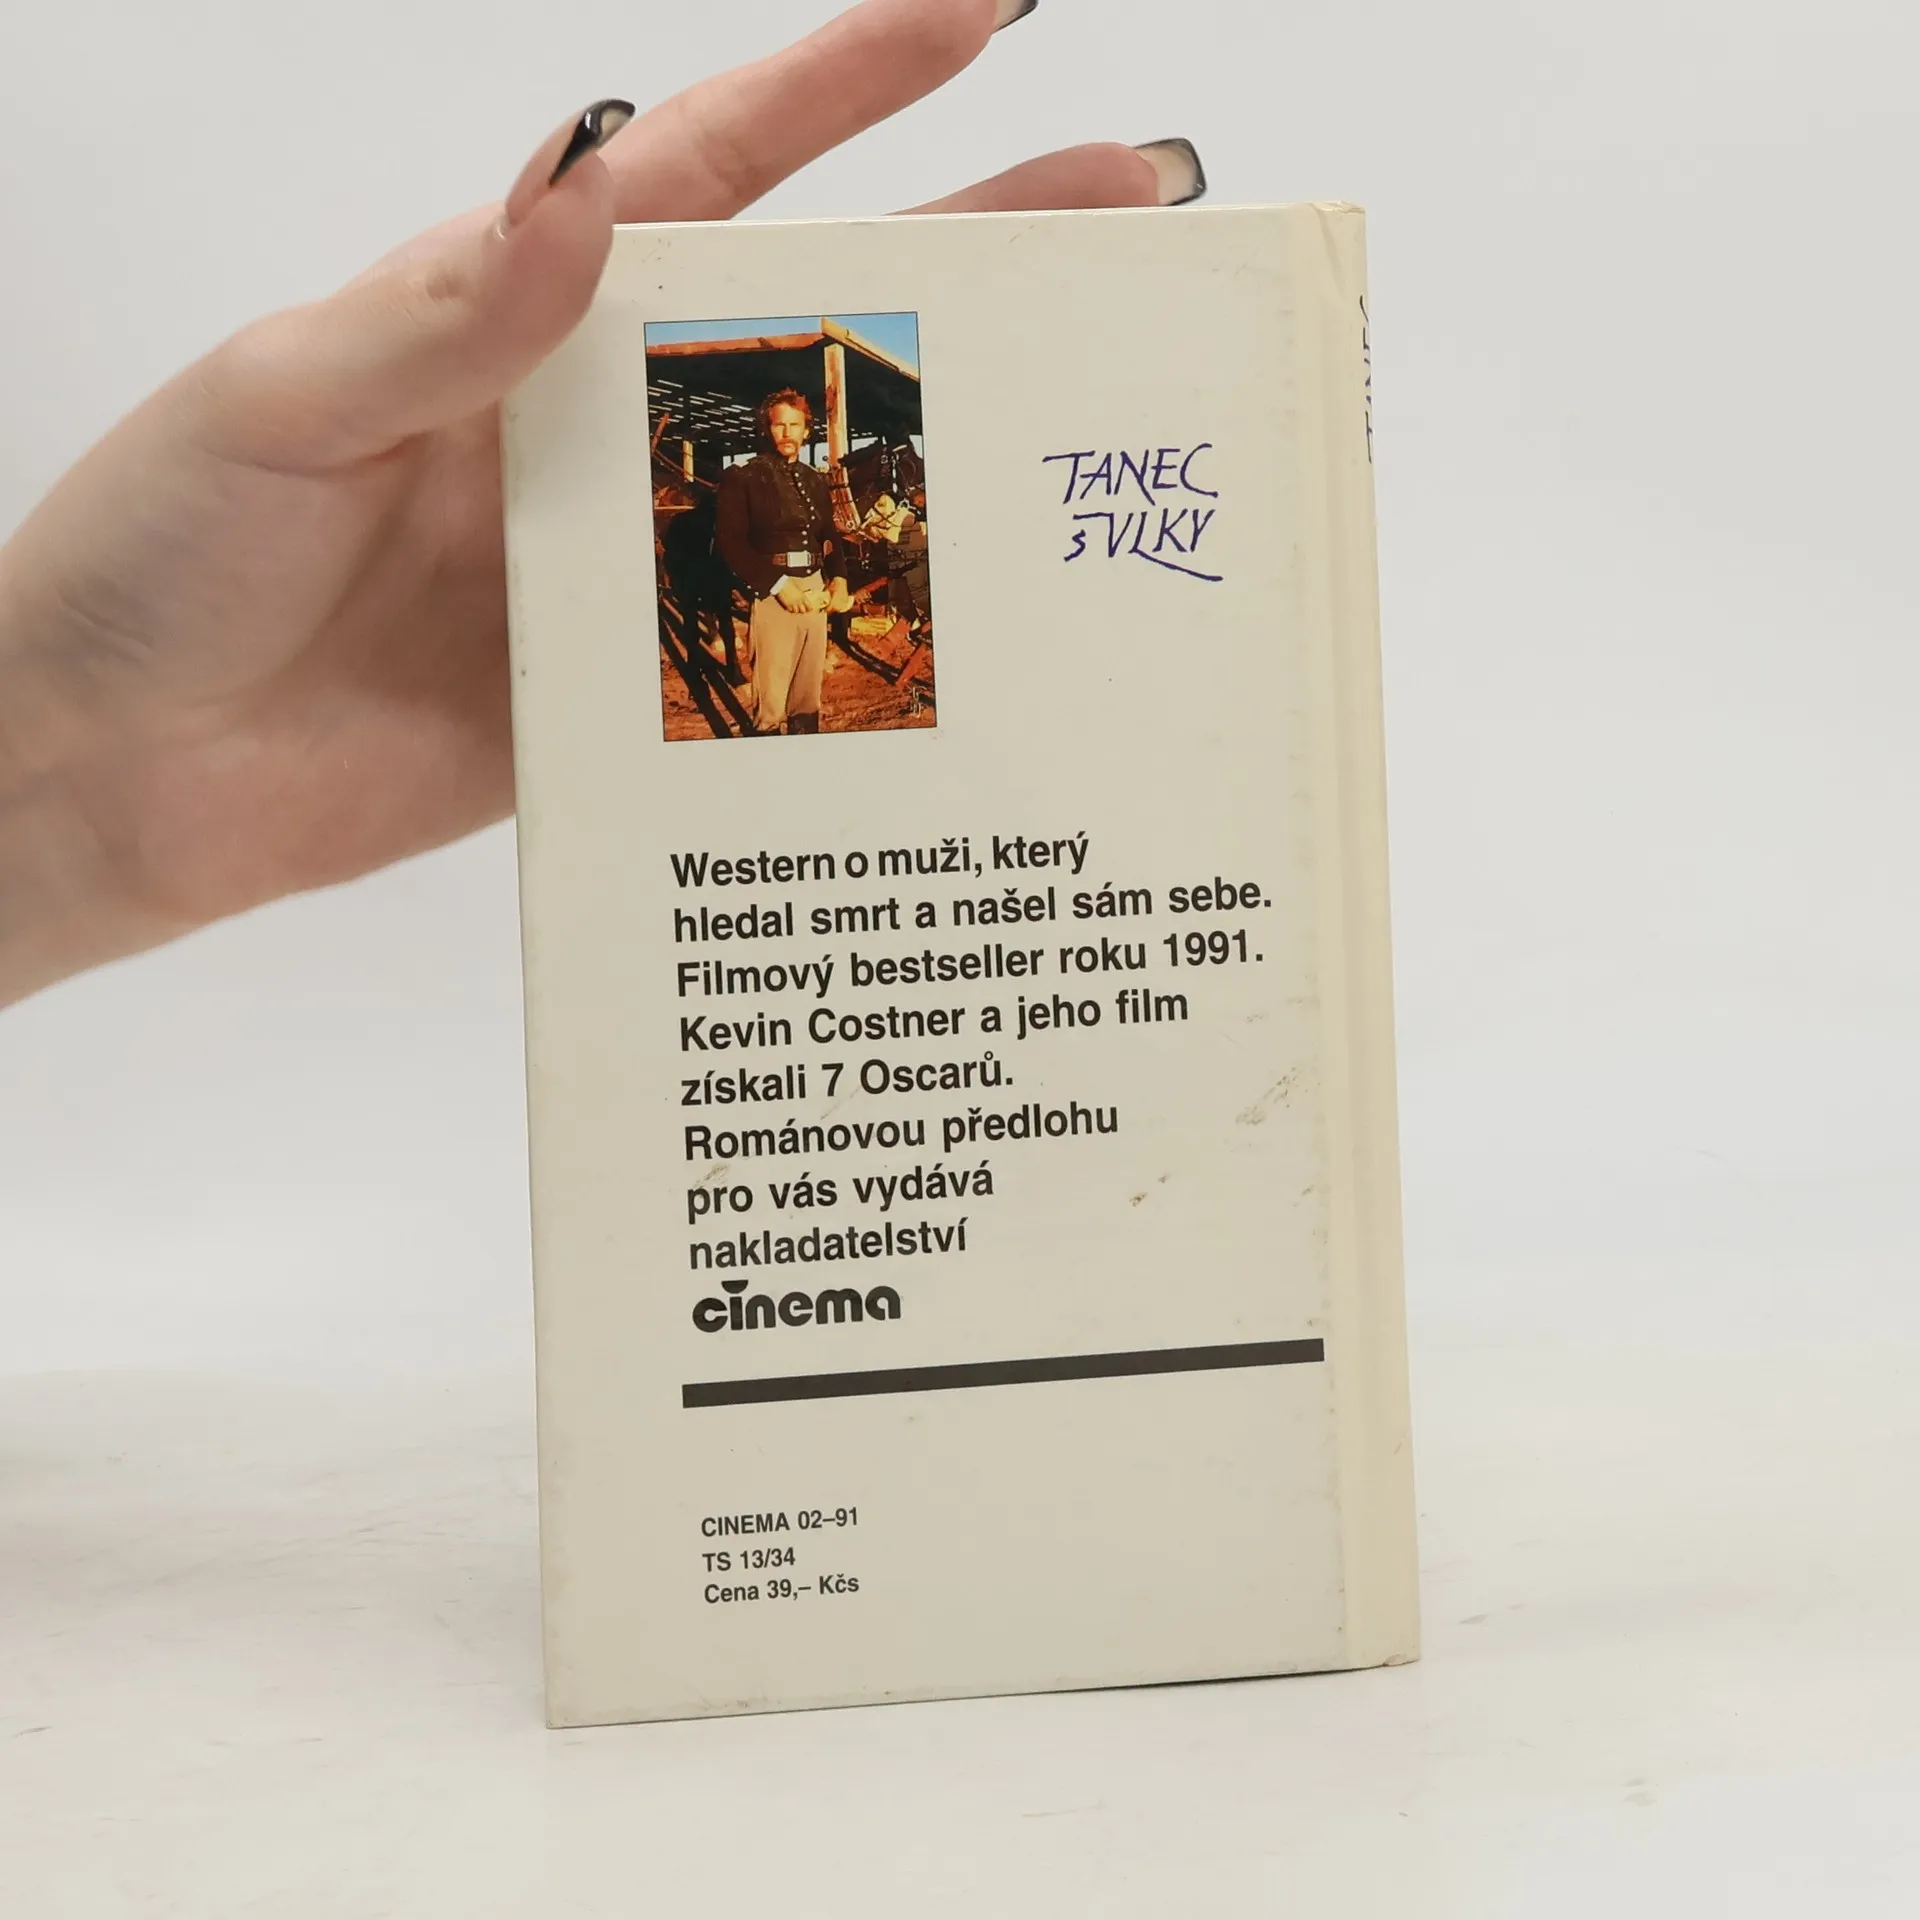 TANEC
s VLKY
TANEC
Western o muži, který
hledal smrt a našel sám sebe.
Filmový bestseller roku 1991.
Kevin Costner a jeho film
získali 7 Oscarů.
Románovou předlohu
pro vás vydává
nakladatelství
cinema
CINEMA 02–91
TS 13/34
Cena 39,– Kčs